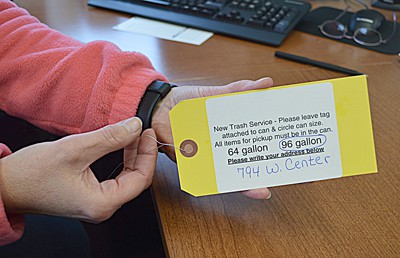 New Trash Service - Please leave tag
attached to can & circle can size.
All items for pickup must be in the can.
64 gallon 96 gallon
Please write your address below
794 W. Center